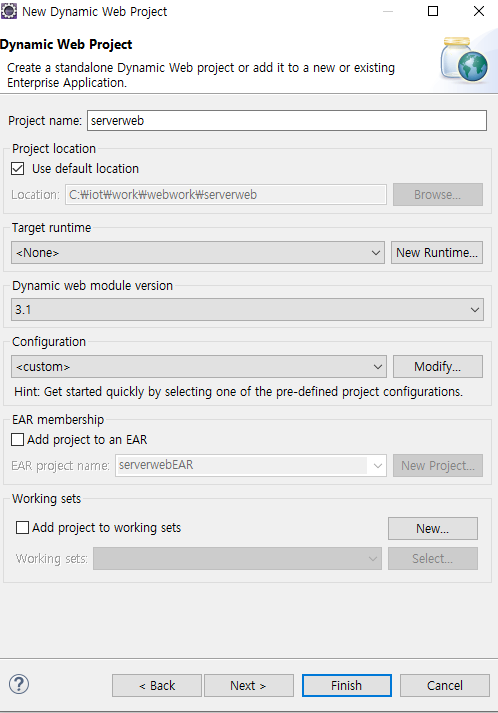 New Dynamic Web Project
Dynamic Web Project
Create a standalone Dynamic Web project or add it to a new or existing
Enterprise Application.
Project name: serverweb
Project location
Use default location
Location: C:₩iot₩work₩webwork₩serverweb Browse...
Target runtime
<None> New Runtime...
Dynamic web module version
3.1
Configuration
<custom> Modify...
Hint: Get started quickly by selecting one of the pre-defined project configurations.
EAR membership
Add project to an EAR
EAR project name: serverwebEAR New Project...
Working sets
Add project to working sets New...
Working sets: Select...
? < Back Next > Finish Cancel